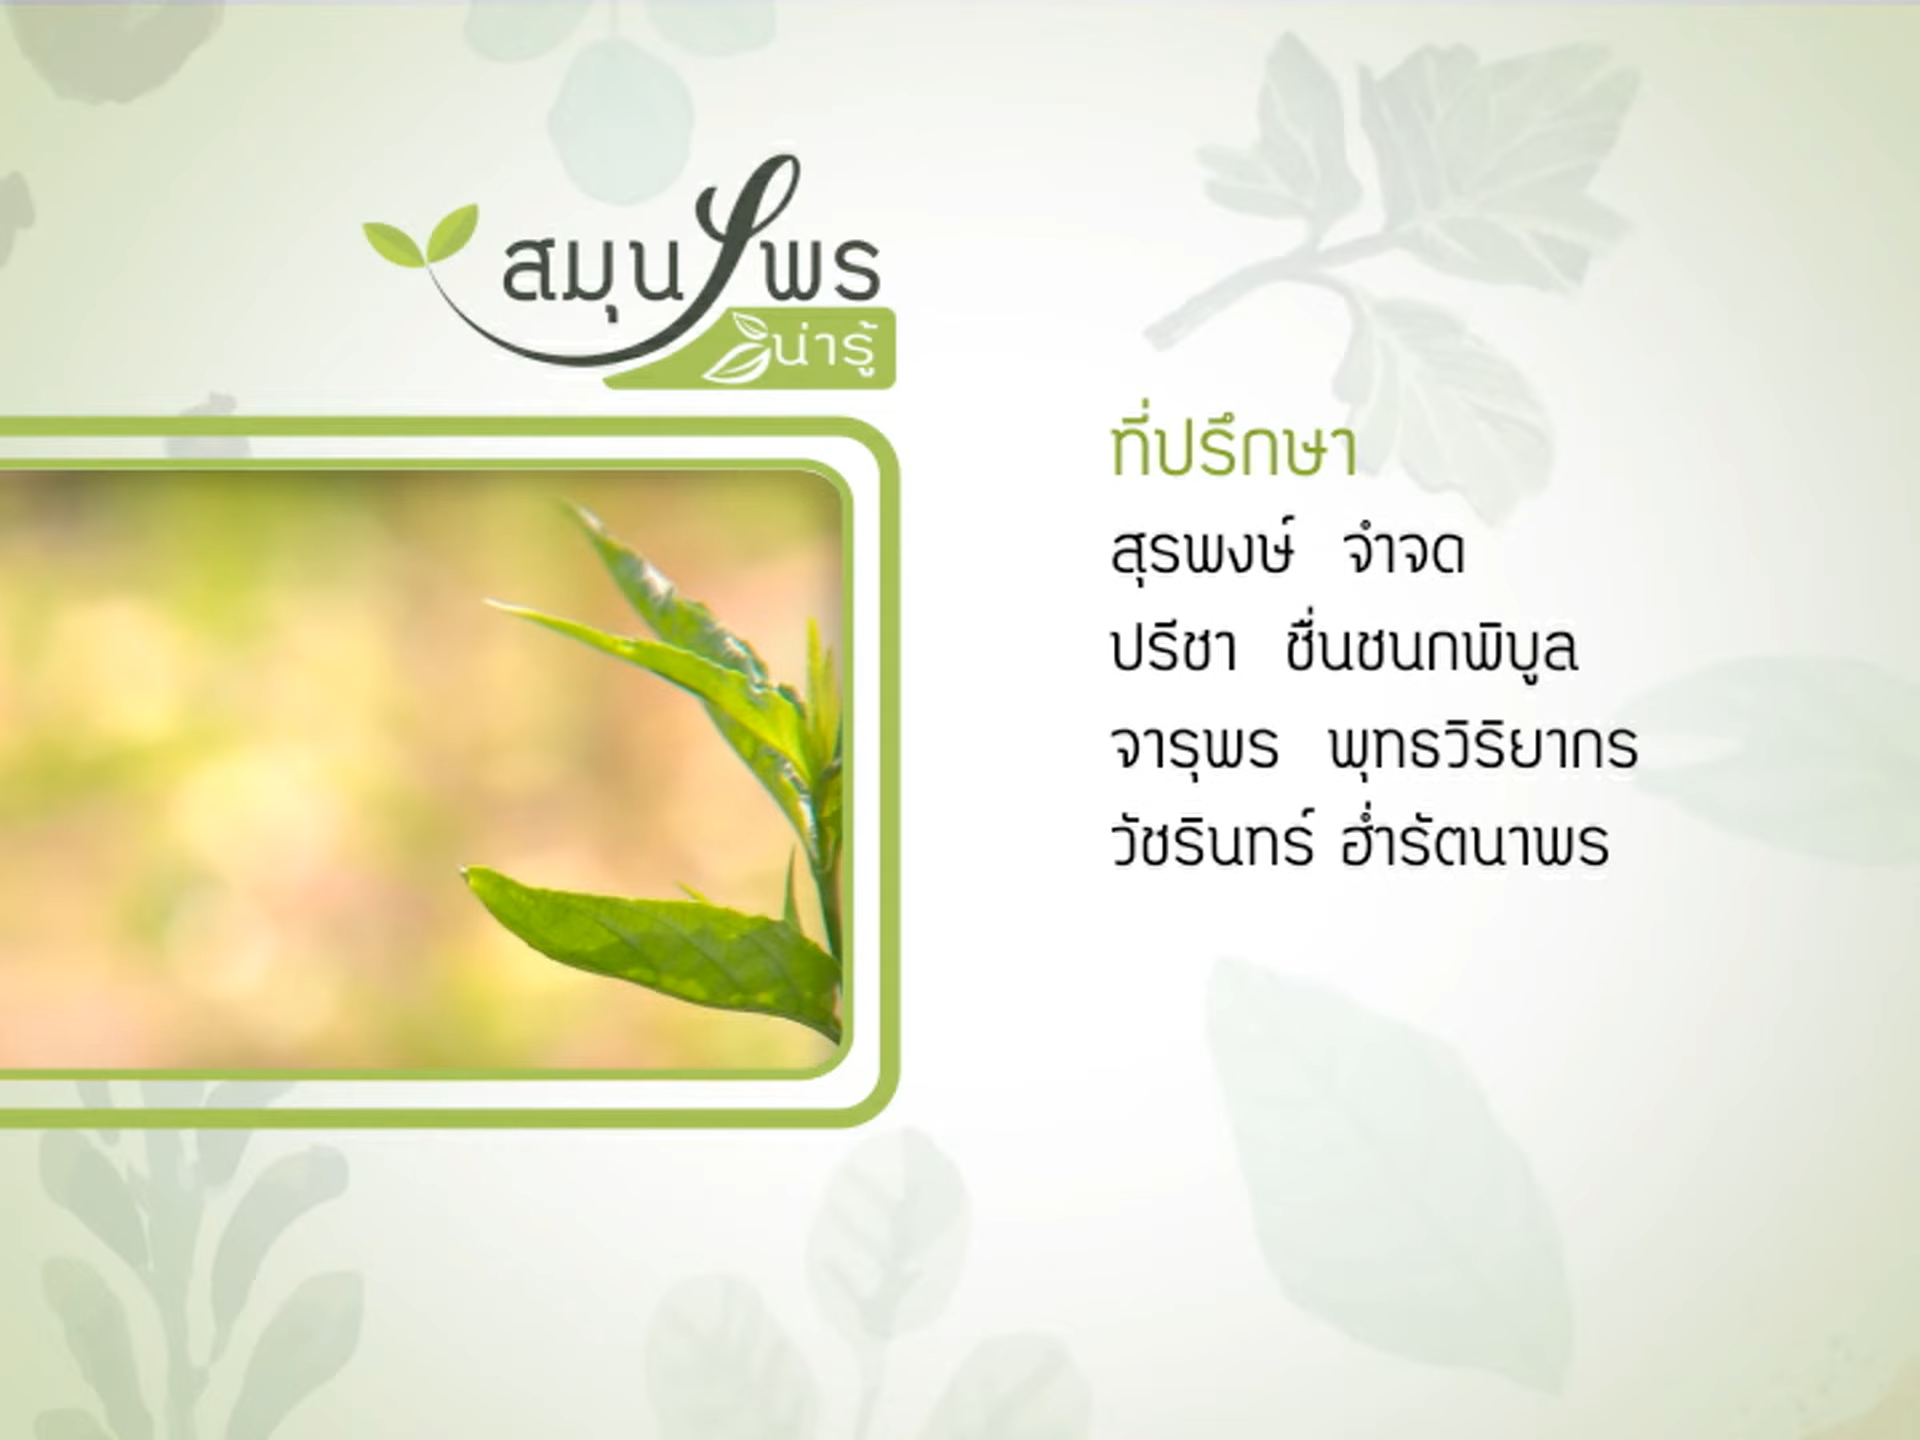 สมุนไพร
น่ารู้
ที่ปรึกษา
สุรพงษ์ จำจด
ปรีชา ชื่นชนกพิบูล
จารุพร พุทธวิริยากร
วัชรินทร์ ฮ่ำรัตนาพร